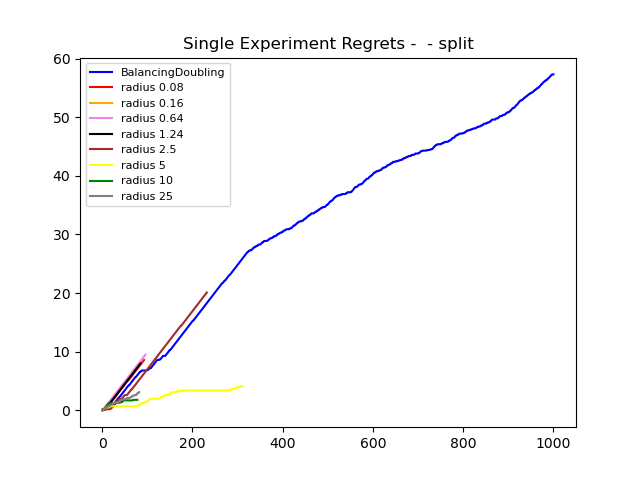 Single Experiment Regrets -  - split
60
50
40
30
20
10
0
BalancingDoubling
radius 0.08
radius 0.16
radius 0.64
radius 1.24
radius 2.5
radius 5
radius 10
radius 25
0 200 400 600 800 1000